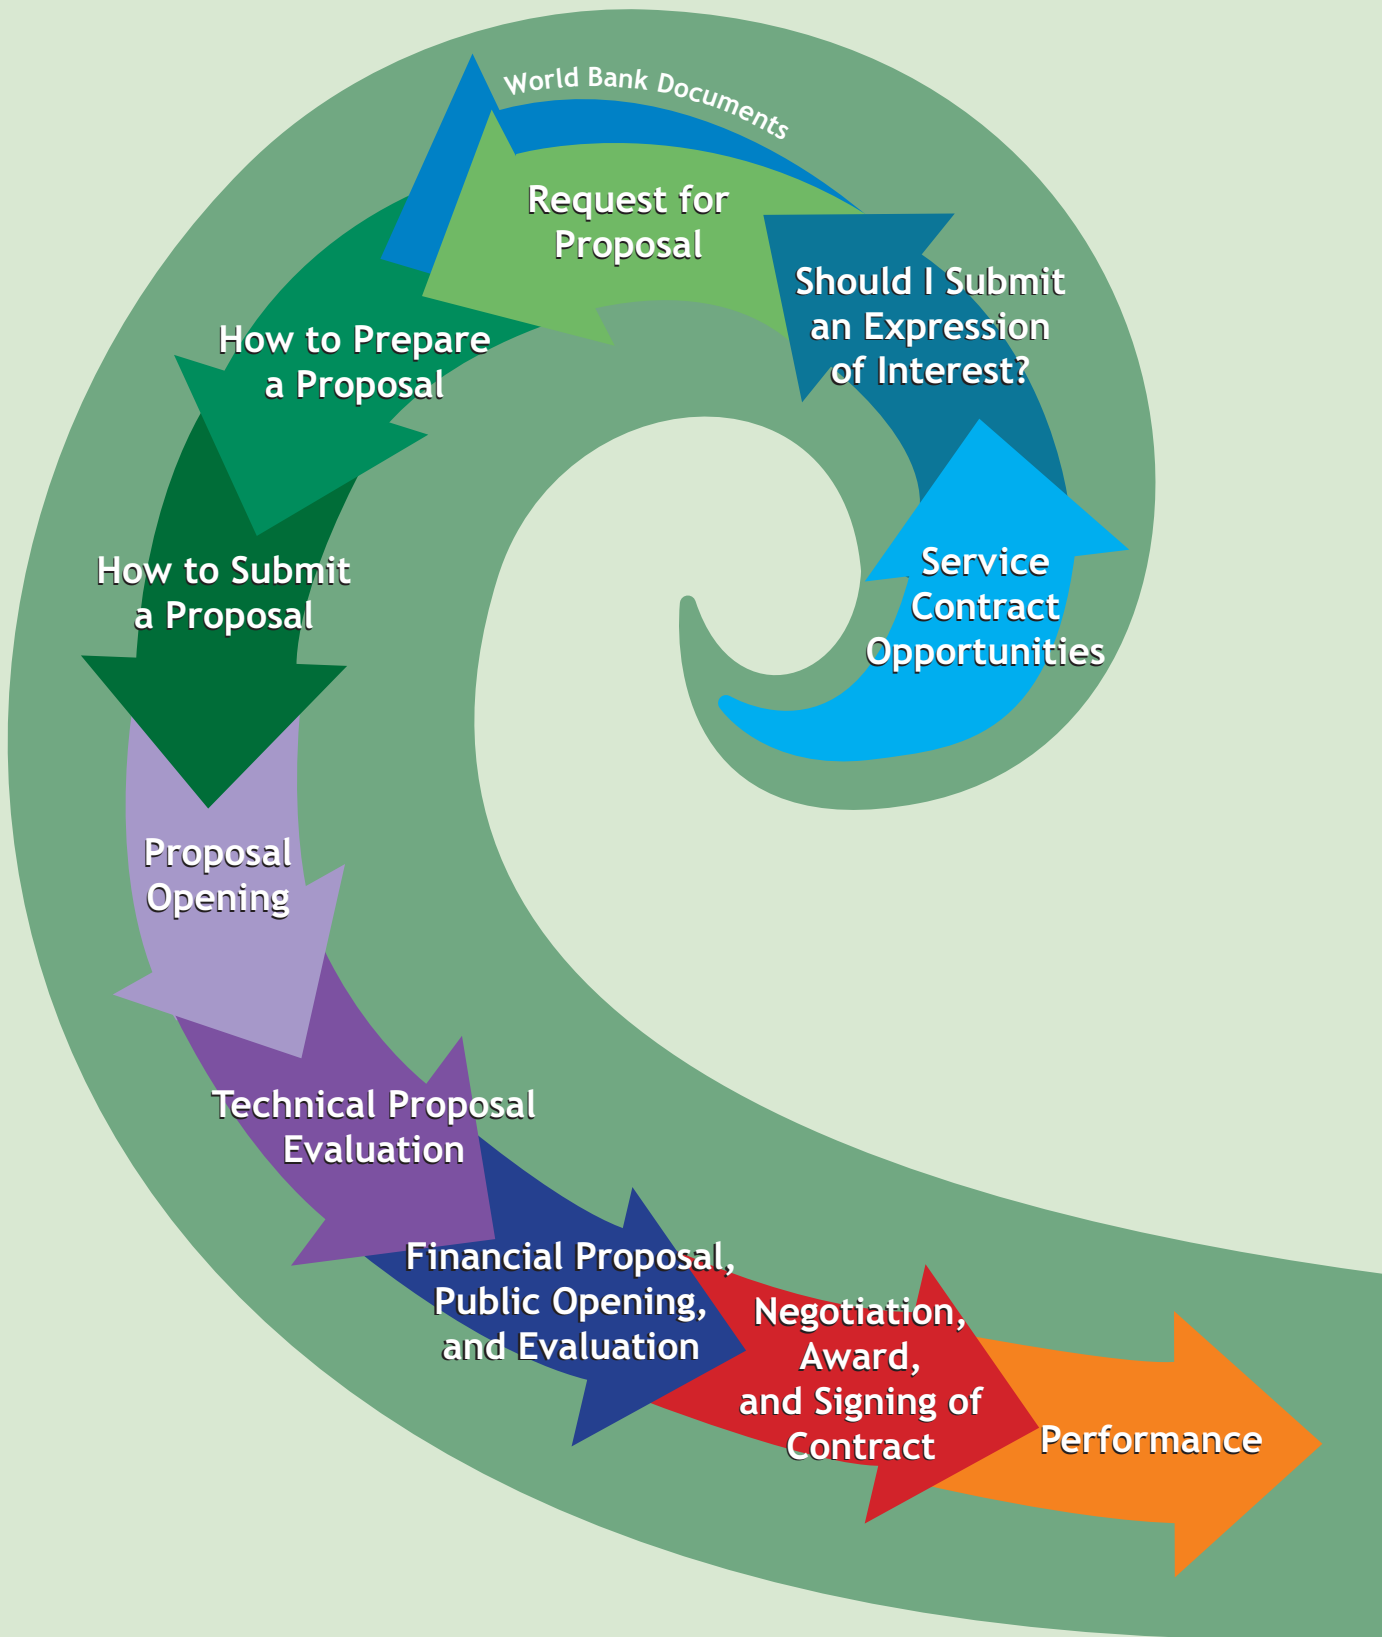 World Bank Documents
Request for
Proposal
Should I Submit
an Expression
of Interest?
How to Prepare
a Proposal
Service
Contract
Opportunities
How to Submit
a Proposal
Proposal
Opening
Technical Proposal
Evaluation
Financial Proposal,
Public Opening,
and Evaluation
Negotiation,
Award,
and Signing of
Contract
Performance